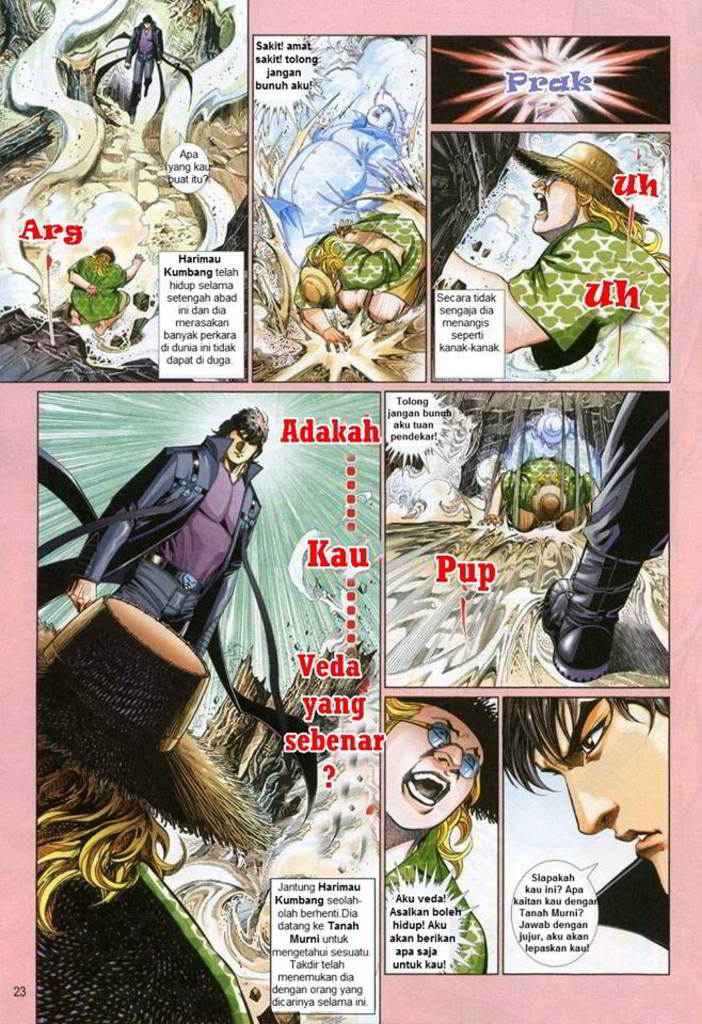 Apa
yang kau
buat itu?
Arg
Harimau
Kumbang telah
hidup selama
setengah abad
ini dan dia
merasakan
banyak perkara
di dunia ini tidak
dapat di duga.
Sakit! amat
sakit! tolong
jangan
bunuh aku!
Prak
Uh
Uh
Secara tidak
sengaja dia
menangis
seperti
kanak-kanak.
Adakah
Kau
Veda
yang
sebenar
?
Jantung Harimau
Kumbang seolah-
olah berhenti.Dia
datang ke Tanah
Murni untuk
mengetahui sesuatu.
Takdir telah
menemukan dia
dengan orang yang
dicarinya selama ini.
Tolong
jangan bunuh
aku tuan
pendekar!
Pup
Aku veda!
Asalkan boleh
hidup! Aku
akan berikan
apa saja
untuk kau!
Siapakah
kau ini? Apa
kaitan kau dengan
Tanah Murni?
Jawab dengan
jujur, aku akan
lepaskan kau!
23